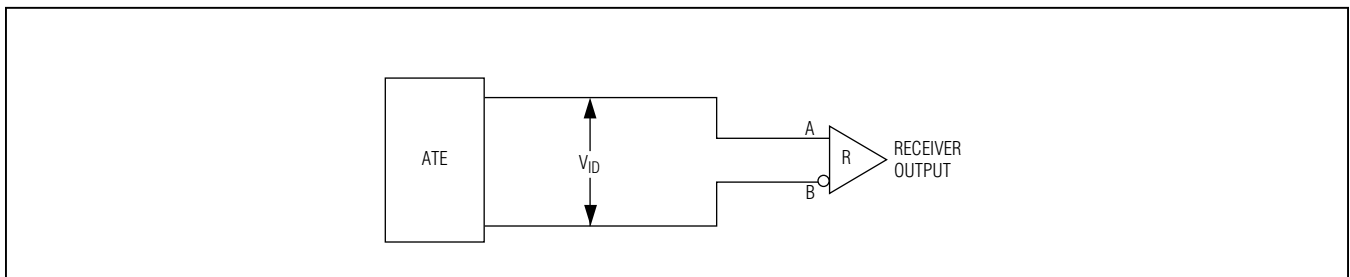 ATE
V_ID
A
B
R
RECEIVER
OUTPUT